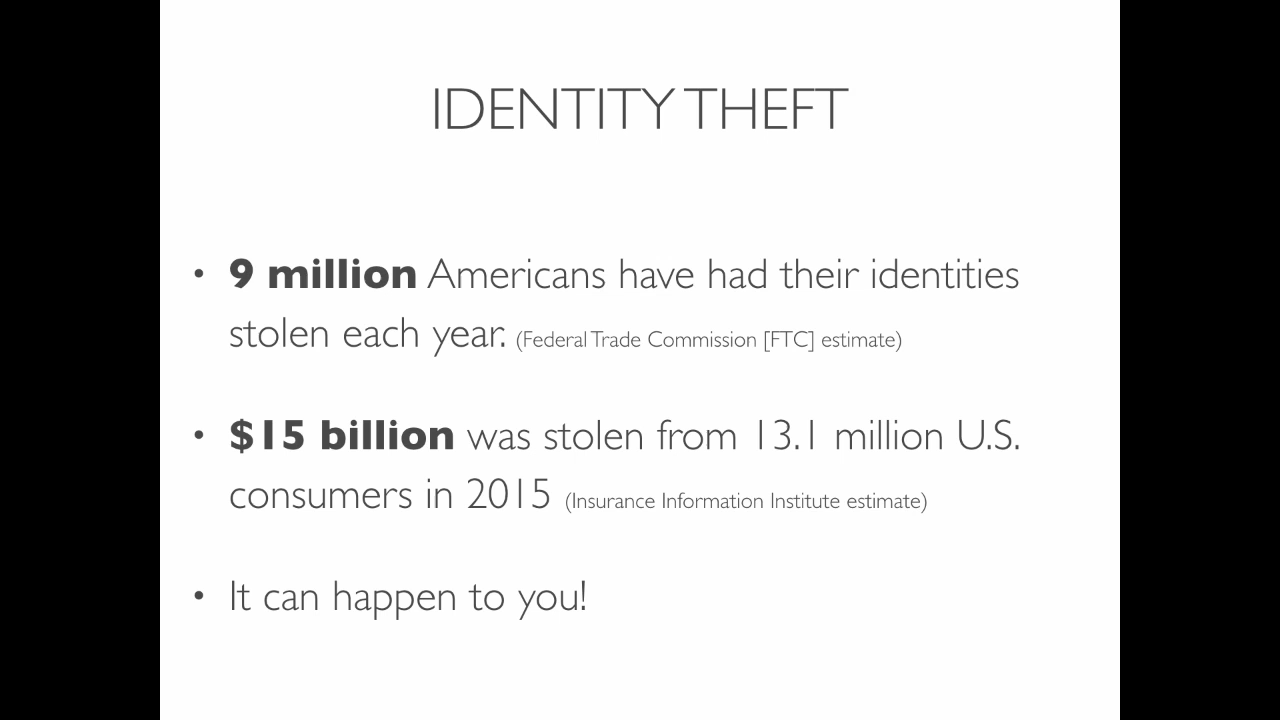 IDENTITY THEFT
• 9 million Americans have had their identities
stolen each year. (Federal Trade Commission [FTC] estimate)
• $15 billion was stolen from 13.1 million U.S.
consumers in 2015 (Insurance Information Institute estimate)
• It can happen to you!